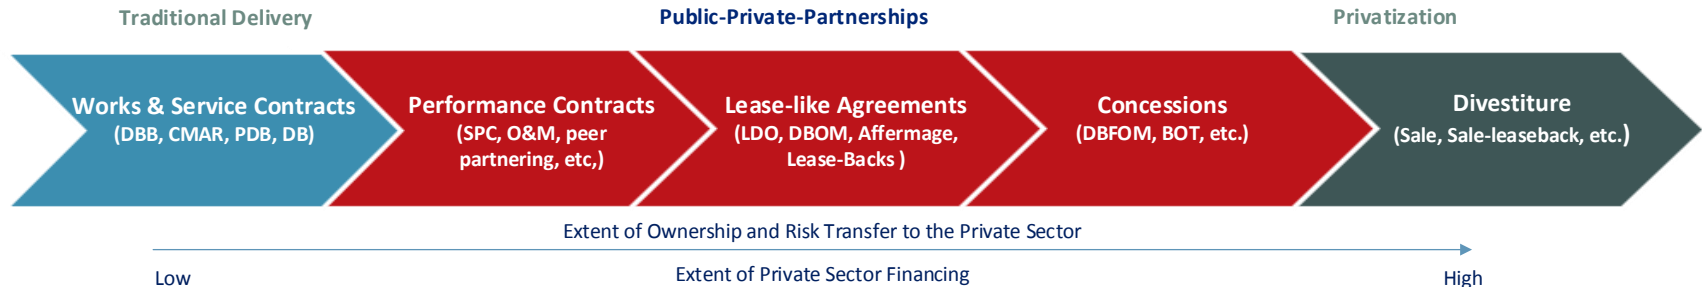 Traditional Delivery
Public-Private-Partnerships
Privatization
Works & Service Contracts
(DBB, CMAR, PDB, DB)
Performance Contracts
(SPC, O&M, peer
partnering, etc,)
Lease-like Agreements
(LDO, DBOM, Affermage,
Lease-Backs )
Concessions
(DBFOM, BOT, etc.)
Divestiture
(Sale, Sale-leaseback, etc.)
Extent of Ownership and Risk Transfer to the Private Sector
Low
Extent of Private Sector Financing
High